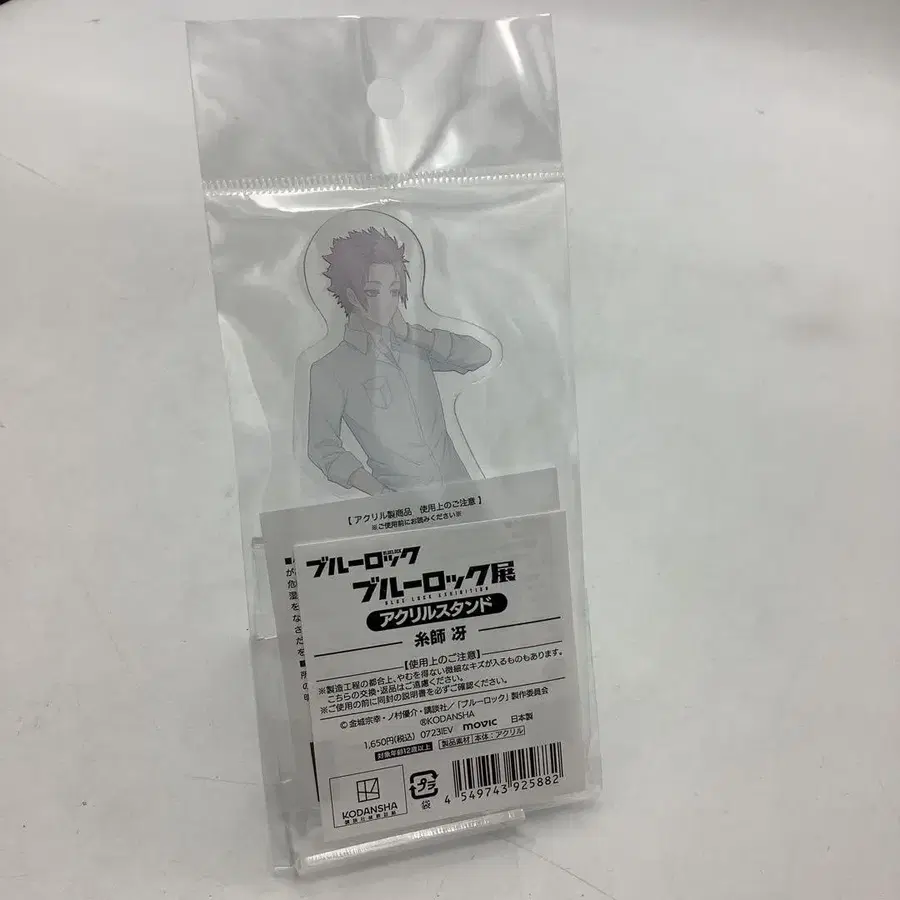 【アクリル製商品 使用上のご注意】
※ご使用前にお読みください※
ブルーロック
BLUELOCK
ブルーロック展
BLUE LOCK EXHIBITION
アクリルスタンド
糸師 冴
【使用上のご注意】
※製造工程の都合上、やむを得ない微細なキズが入るものもあります。
こちらの交換・返品はご遠慮ください。
※ご使用の前に同封の説明書を必ずご確認ください。
© 金城宗幸・ノ村優介・講談社／「ブルーロック」製作委員会
®KODANSHA
1,650円(税込) 0723IEV movic 日本製
対象年齢12歳以上 製品素材 本体：アクリル
KODANSHA
プラ
袋
4 549743 925882